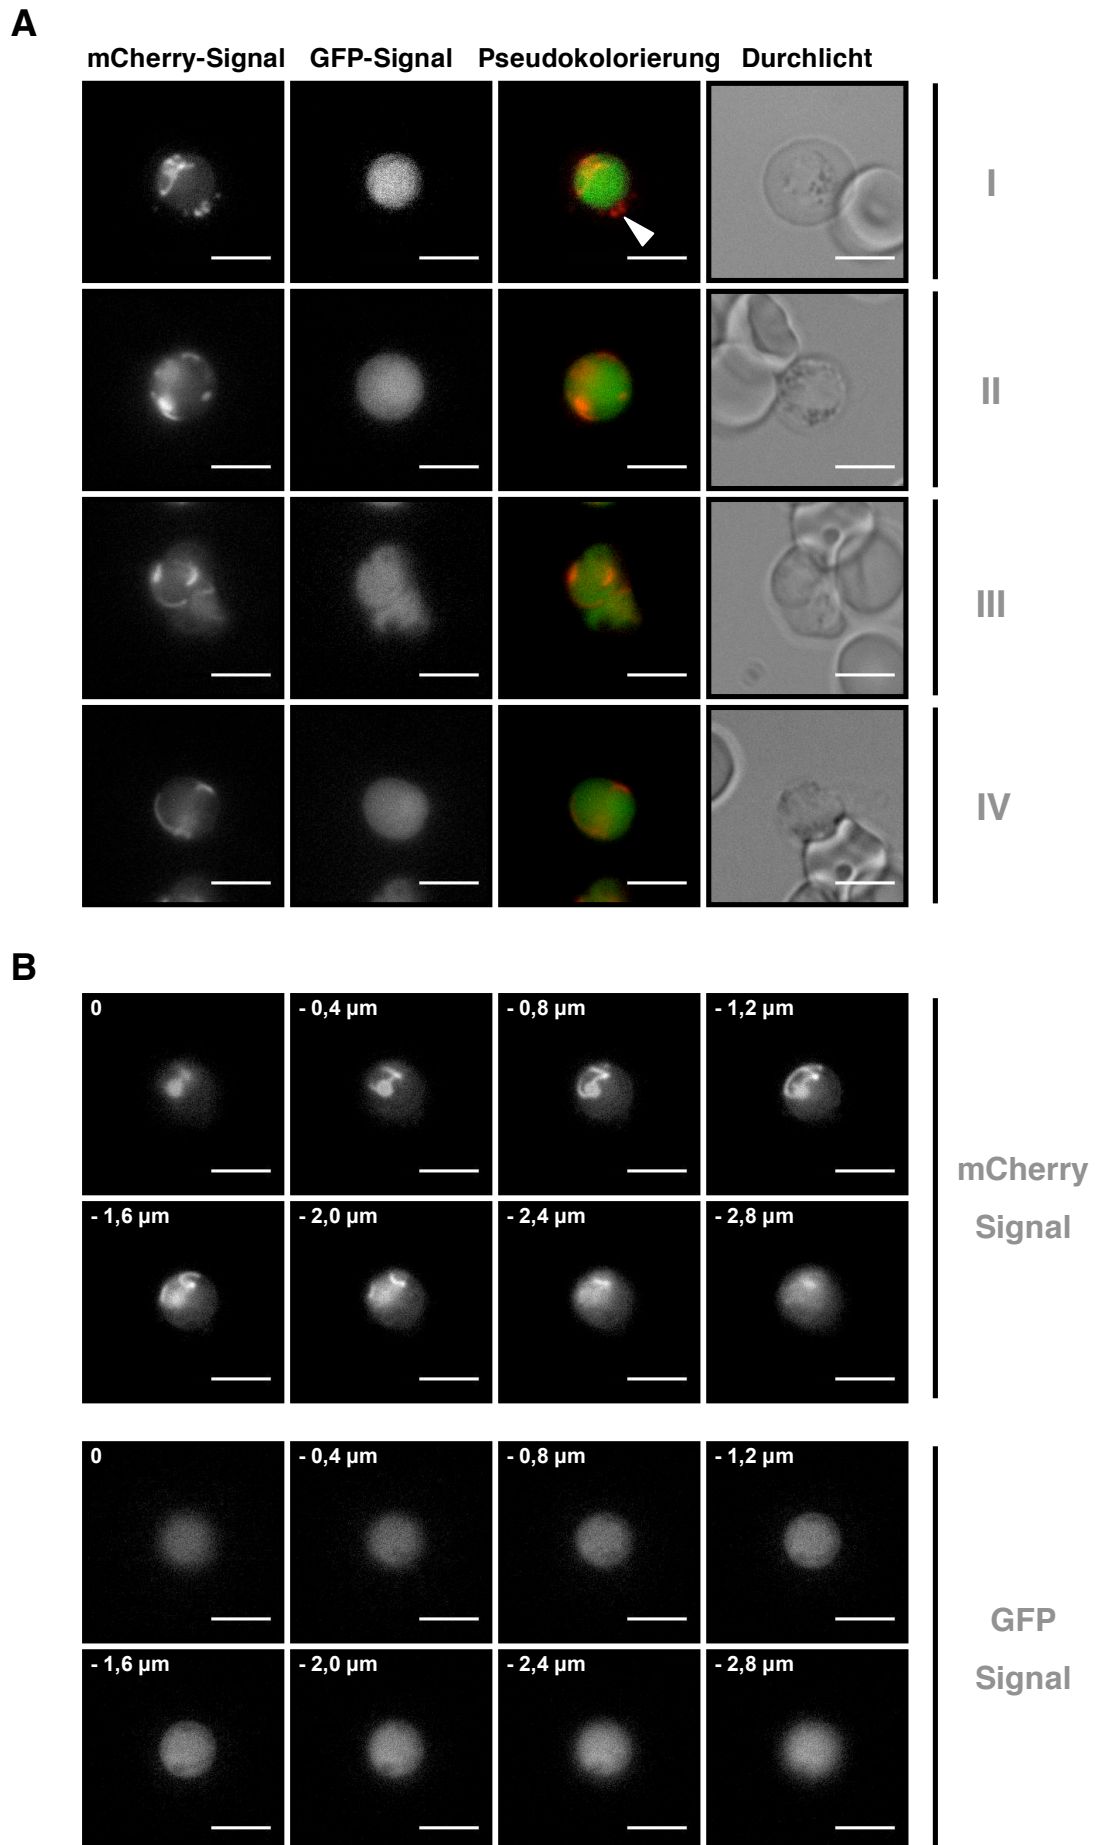 A
mCherry-Signal GFP-Signal Pseudokolorierung Durchlicht
I
II
III
IV
B
0 - 0,4 µm - 0,8 µm - 1,2 µm
mCherry
Signal
- 1,6 µm - 2,0 µm - 2,4 µm - 2,8 µm
0 - 0,4 µm - 0,8 µm - 1,2 µm
GFP
Signal
- 1,6 µm - 2,0 µm - 2,4 µm - 2,8 µm